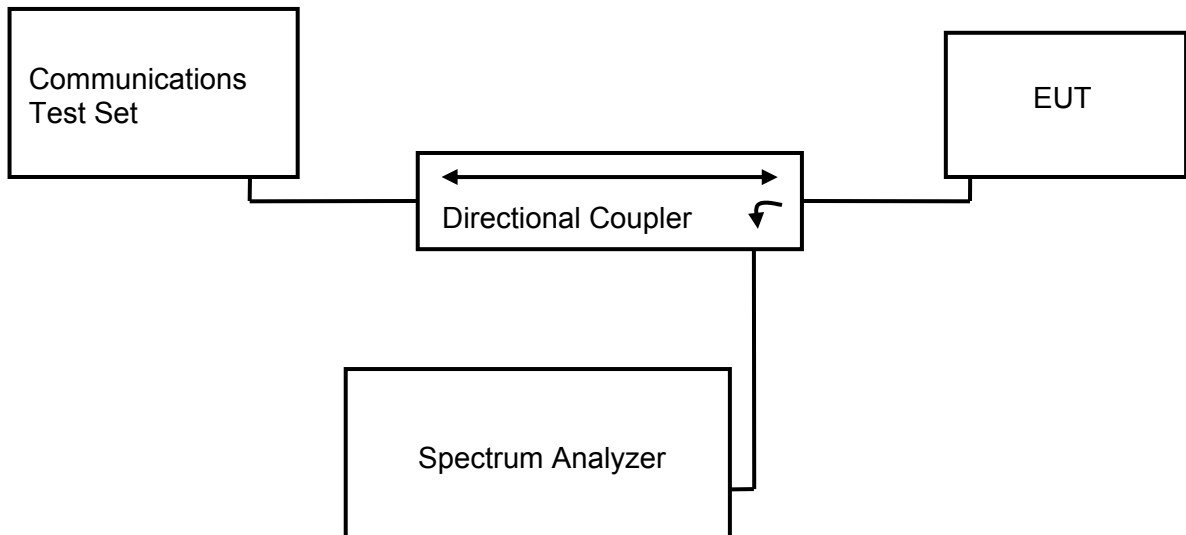 Communications
Test Set
EUT
Directional Coupler
Spectrum Analyzer